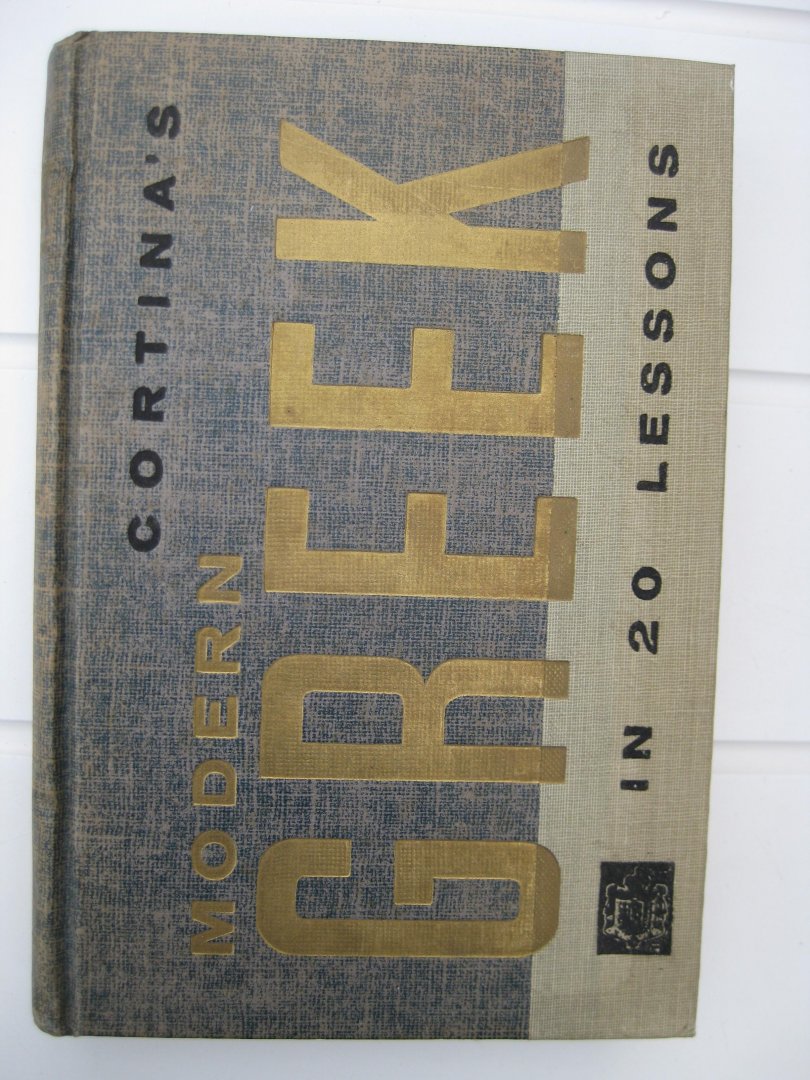 CORTINA'S
MODERN
GREEK
IN 20 LESSONS